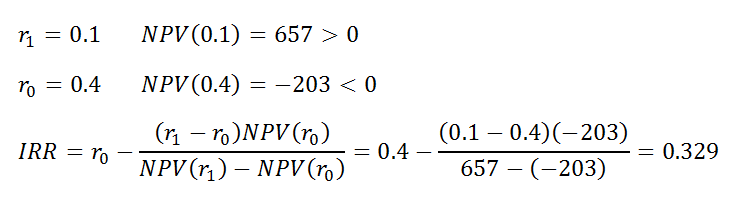 r₁ = 0.1 NPV(0.1) = 657 > 0
r₀ = 0.4 NPV(0.4) = −203 < 0
IRR = r₀ − (r₁ − r₀)NPV(r₀) / NPV(r₁) − NPV(r₀) = 0.4 − (0.1 − 0.4)(−203) / 657 − (−203) = 0.329